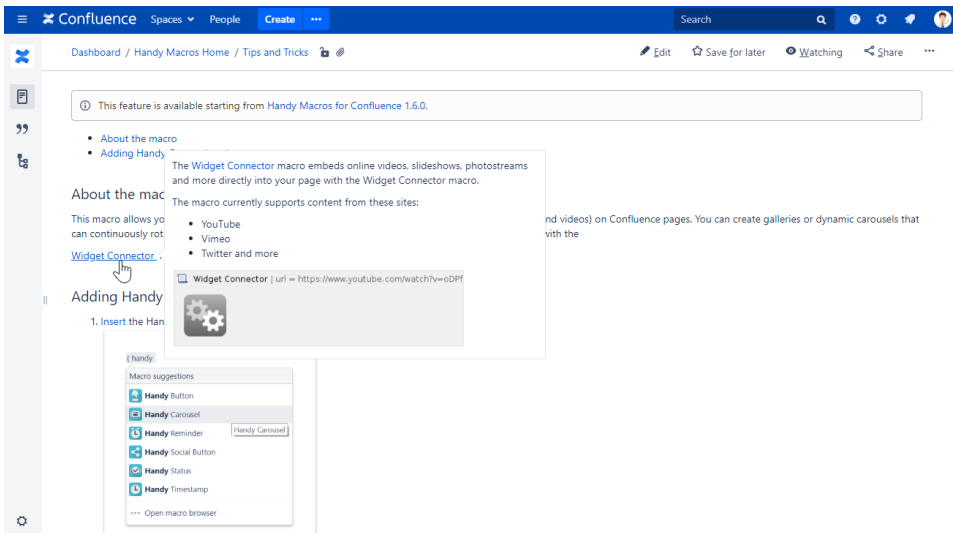 Confluence Spaces People Create ••• Search
Dashboard / Handy Macros Home / Tips and Tricks Edit Save for later Watching Share •••
This feature is available starting from Handy Macros for Confluence 1.6.0.
• About the macro
• Adding Handy
The Widget Connector macro embeds online videos, slideshows, photostreams
and more directly into your page with the Widget Connector macro.
The macro currently supports content from these sites:
• YouTube
• Vimeo
• Twitter and more
Widget Connector | url = https://www.youtube.com/watch?v=oDPf
About the mac
This macro allows yo nd videos) on Confluence pages. You can create galleries or dynamic carousels that
can continuously rot with the
Widget Connector
Adding Handy
1. Insert the Han
{ handy
Macro suggestions
Handy Button
Handy Carousel
Handy Reminder
Handy Carousel
Handy Social Button
Handy Status
Handy Timestamp
••• Open macro browser